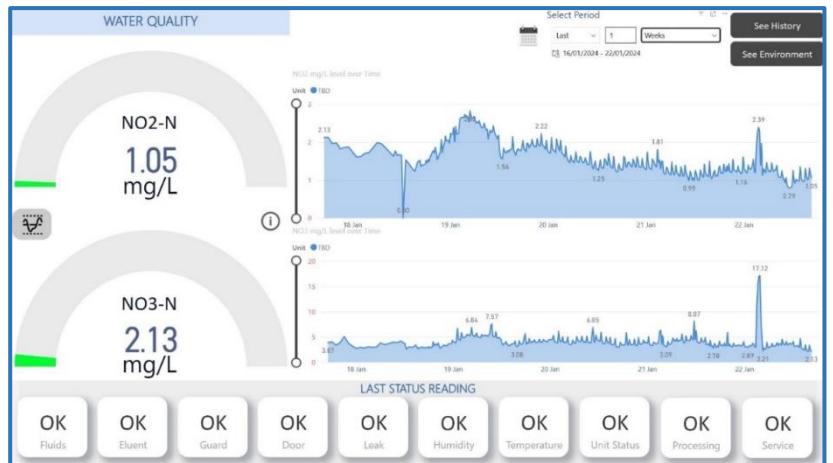 WATER QUALITY
Select Period
Last
1
Weeks
16/01/2024 - 22/01/2024
See History
See Environment
NO2-N
1.05
mg/L
NO2 mg/L level over Time
Unit TBD
3
2
1
0
2.13
0.00
1.56
2.22
1.25
1.81
0.99
1.16
2.39
1.05
18 Jan
19 Jan
20 Jan
21 Jan
22 Jan
NO3-N
2.13
mg/L
NO3 mg/L level over Time
Unit TBD
20
15
10
5
0
3.67
6.84
7.57
3.08
6.85
3.09
8.07
2.78
2.89
17.12
3.21
2.13
18 Jan
19 Jan
20 Jan
21 Jan
22 Jan
LAST STATUS READING
OK
Fluids
OK
Eluent
OK
Guard
OK
Door
OK
Leak
OK
Humidity
OK
Temperature
OK
Unit Status
OK
Processing
OK
Service